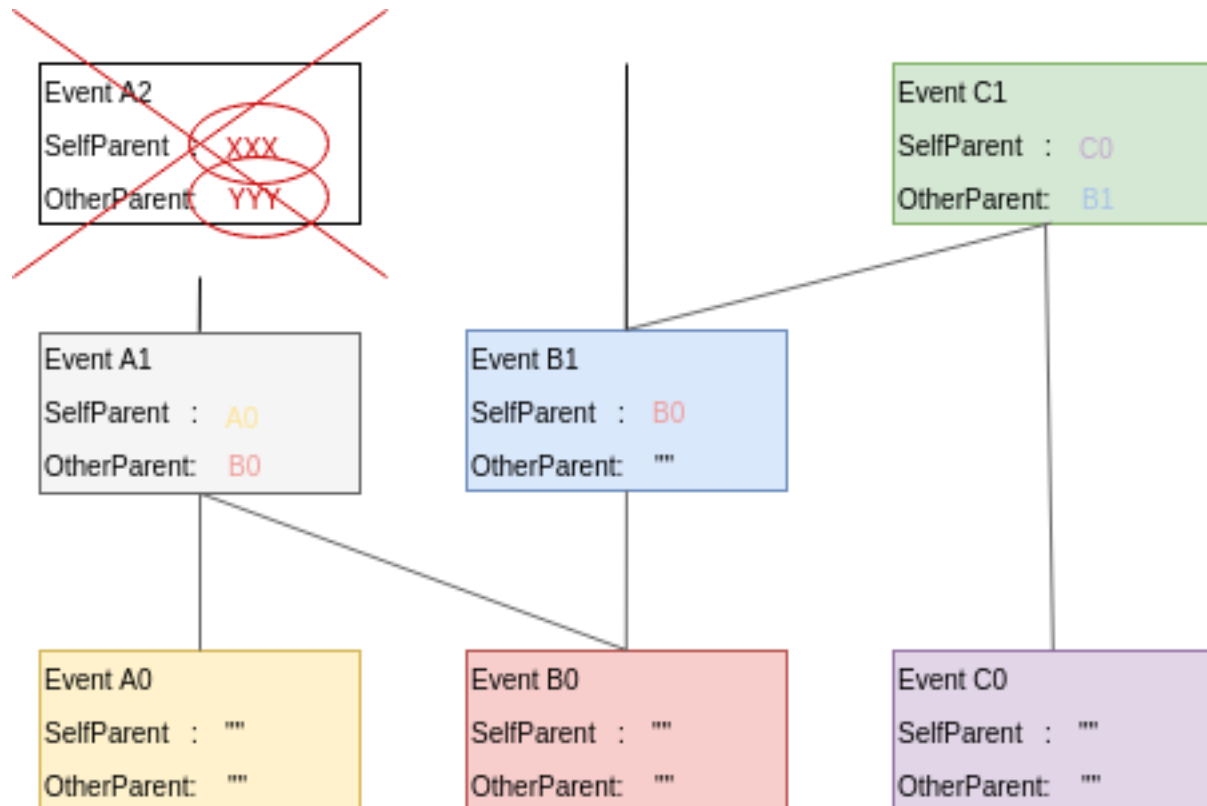 Event A2
SelfParent : XXX
OtherParent: YYY
Event C1
SelfParent : C0
OtherParent: B1
Event A1
SelfParent : A0
OtherParent: B0
Event B1
SelfParent : B0
OtherParent: ""
Event A0
SelfParent : ""
OtherParent: ""
Event B0
SelfParent : ""
OtherParent: ""
Event C0
SelfParent : ""
OtherParent: ""